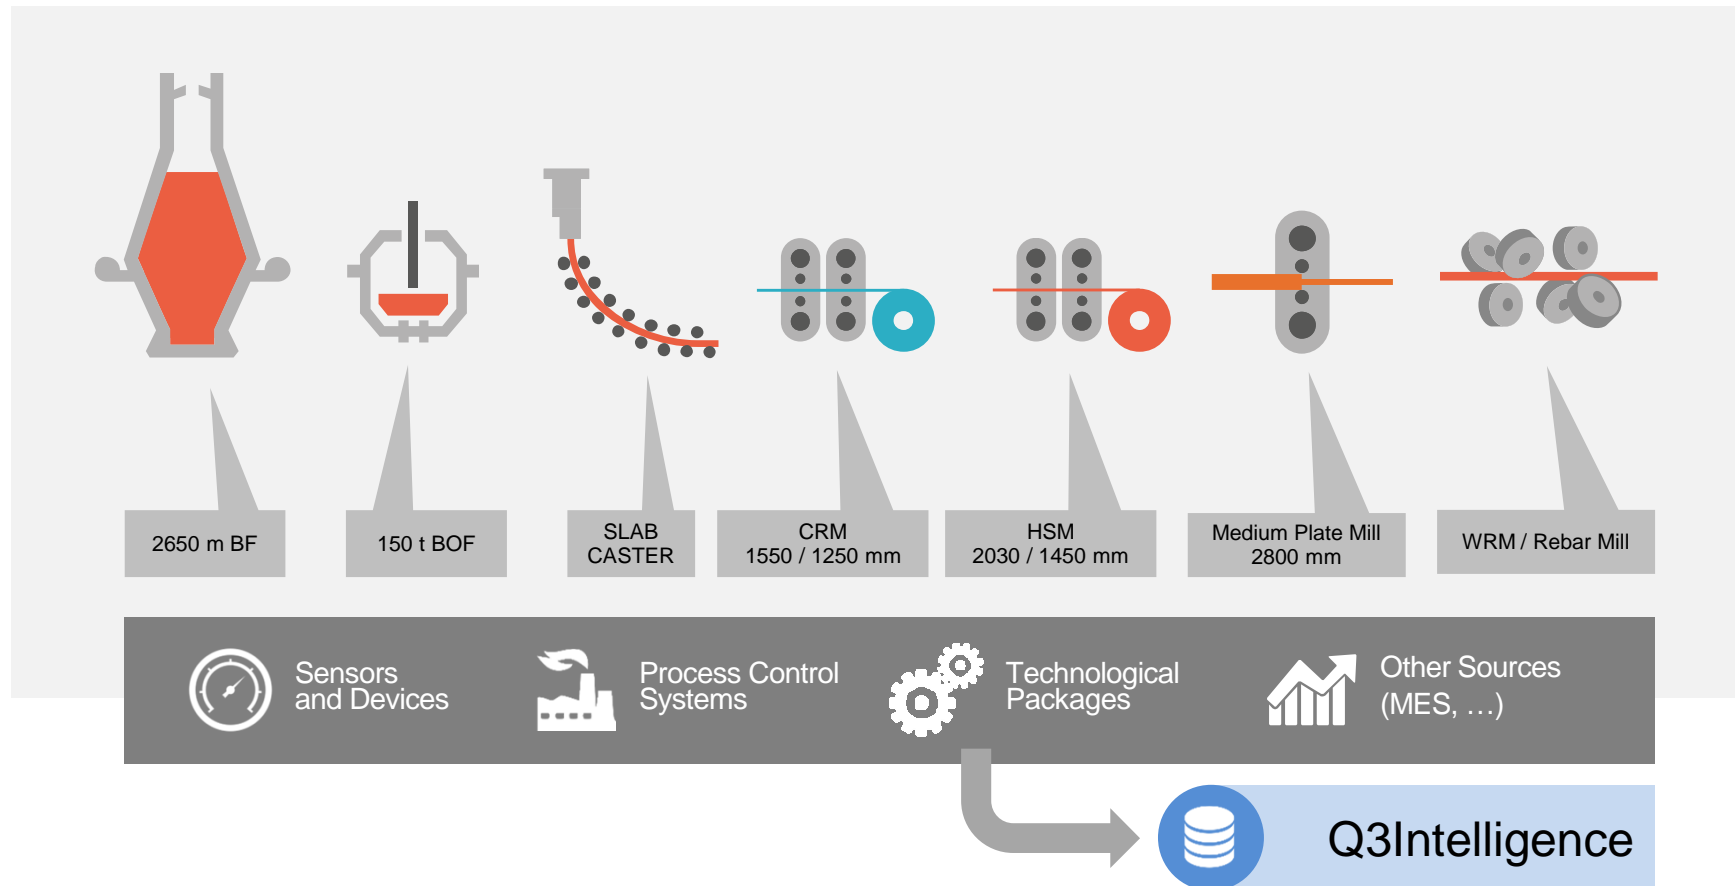 2650 m BF
150 t BOF
SLAB
CASTER
CRM
1550 / 1250 mm
HSM
2030 / 1450 mm
Medium Plate Mill
2800 mm
WRM / Rebar Mill
Sensors
and Devices
Process Control
Systems
Technological
Packages
Other Sources
(MES, …)
Q3Intelligence